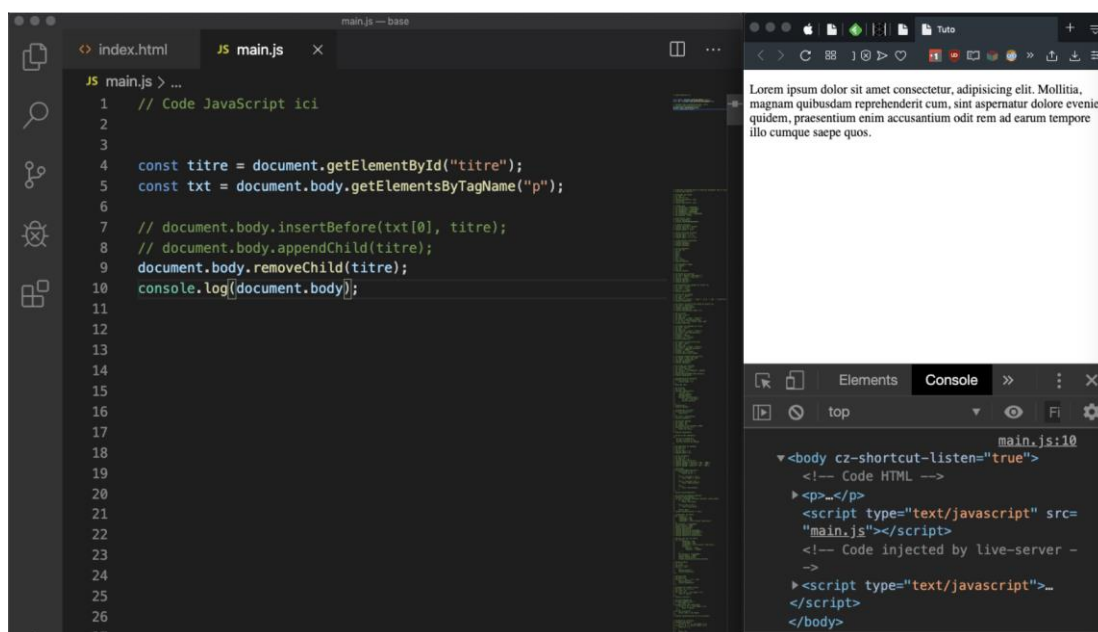 main.js — base
index.html
JS main.js
JS main.js > ...
1 // Code JavaScript ici
2
3
4 const titre = document.getElementById("titre");
5 const txt = document.body.getElementsByTagName("p");
6
7 // document.body.insertBefore(txt[0], titre);
8 // document.body.appendChild(titre);
9 document.body.removeChild(titre);
10 console.log(document.body);
11
12
13
14
15
16
17
18
19
20
21
22
23
24
25
26
Tuto
Lorem ipsum dolor sit amet consectetur, adipisicing elit. Mollitia,
magnam quibusdam reprehenderit cum, sint aspernatur dolore evenie
quidem, praesentium enim accusantium odit rem ad earum tempore
illo cumque saepe quos.
Elements Console »
top Fi
main.js:10
<body cz-shortcut-listen="true">
<!-- Code HTML -->
<p>…</p>
<script type="text/javascript" src=
"main.js"></script>
<!-- Code injected by live-server -
->
<script type="text/javascript">…
</script>
</body>